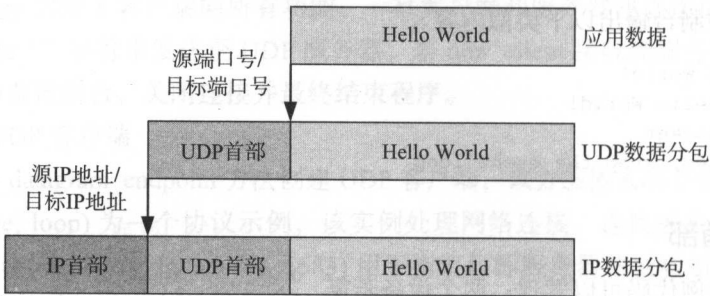 Hello World 应用数据
源端口号/
目标端口号
UDP首部 Hello World UDP数据分包
源IP地址/
目标IP地址
IP首部 UDP首部 Hello World IP数据分包